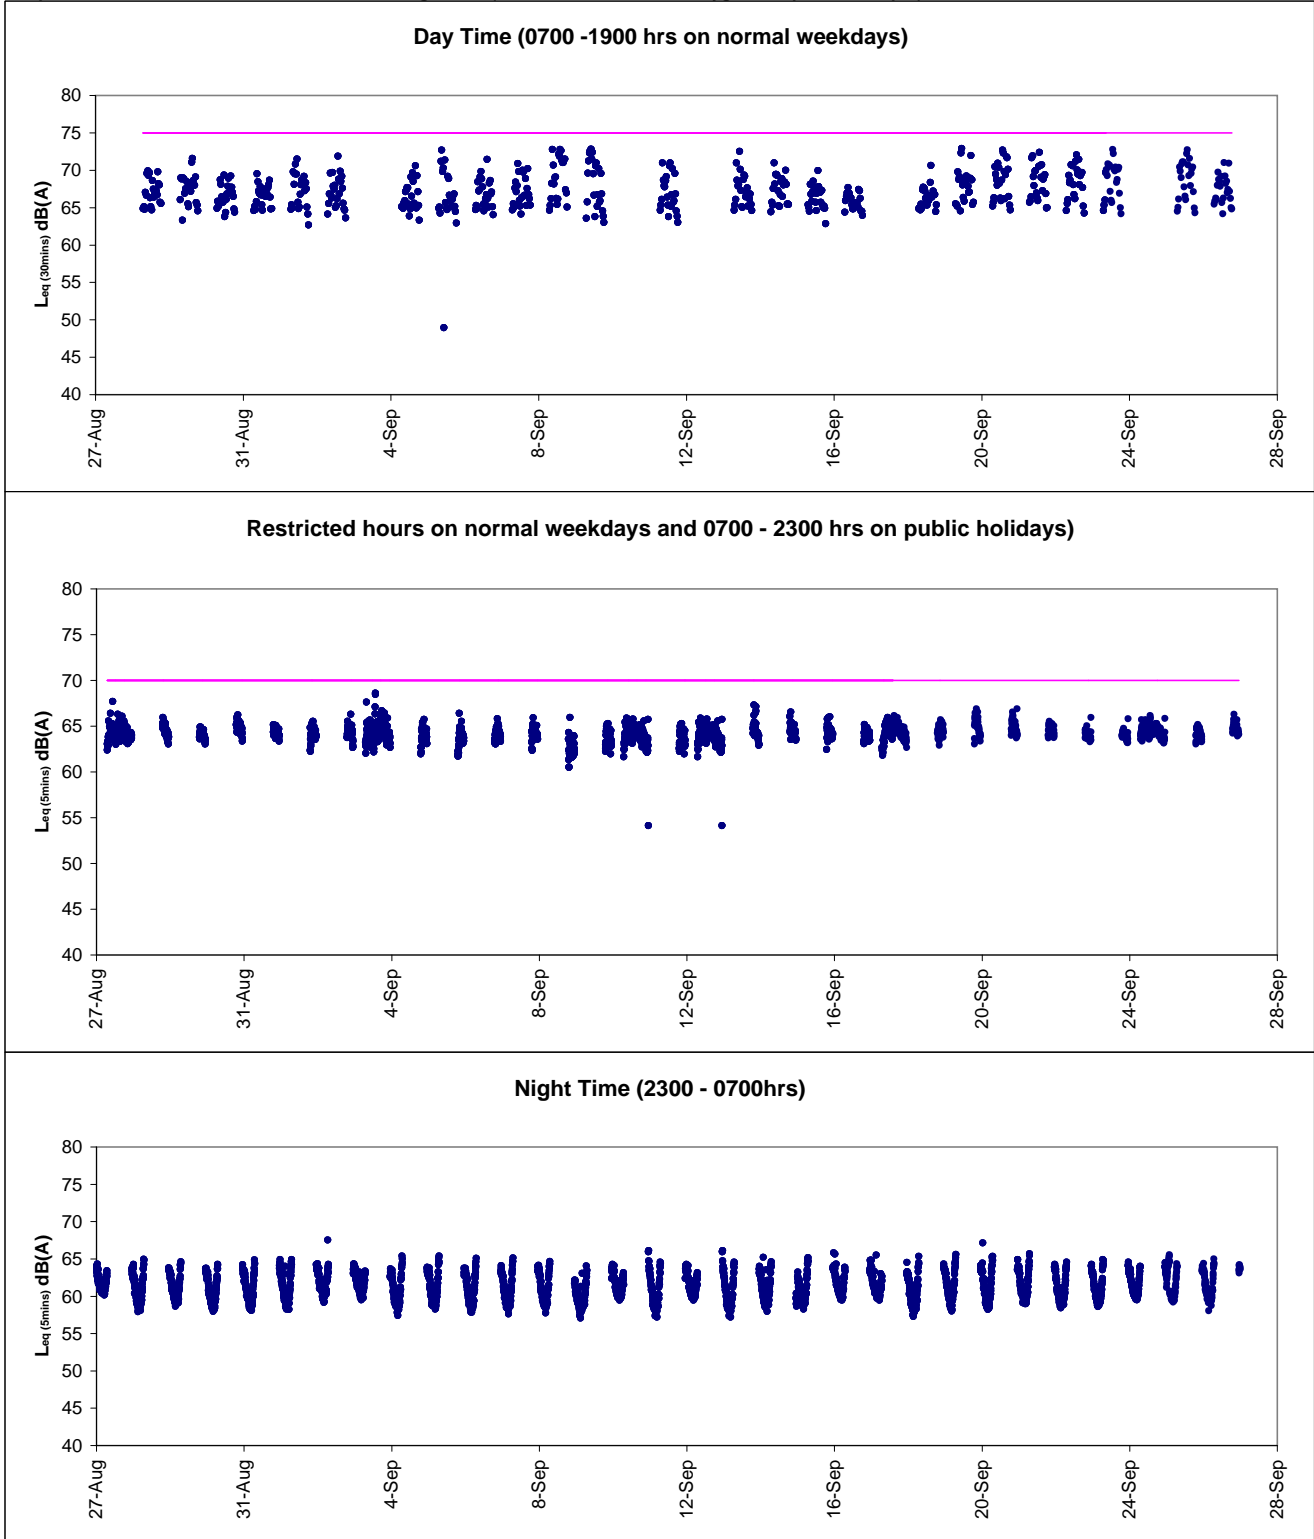 Day Time (0700 -1900 hrs on normal weekdays)
80
75
70
65
60
55
50
45
40
Leq (30mins) dB(A)
27-Aug
31-Aug
4-Sep
8-Sep
12-Sep
16-Sep
20-Sep
24-Sep
28-Sep
Restricted hours on normal weekdays and 0700 - 2300 hrs on public holidays)
80
75
70
65
60
55
50
45
40
Leq (5mins) dB(A)
27-Aug
31-Aug
4-Sep
8-Sep
12-Sep
16-Sep
20-Sep
24-Sep
28-Sep
Night Time (2300 - 0700hrs)
80
75
70
65
60
55
50
45
40
Leq (5mins) dB(A)
27-Aug
31-Aug
4-Sep
8-Sep
12-Sep
16-Sep
20-Sep
24-Sep
28-Sep